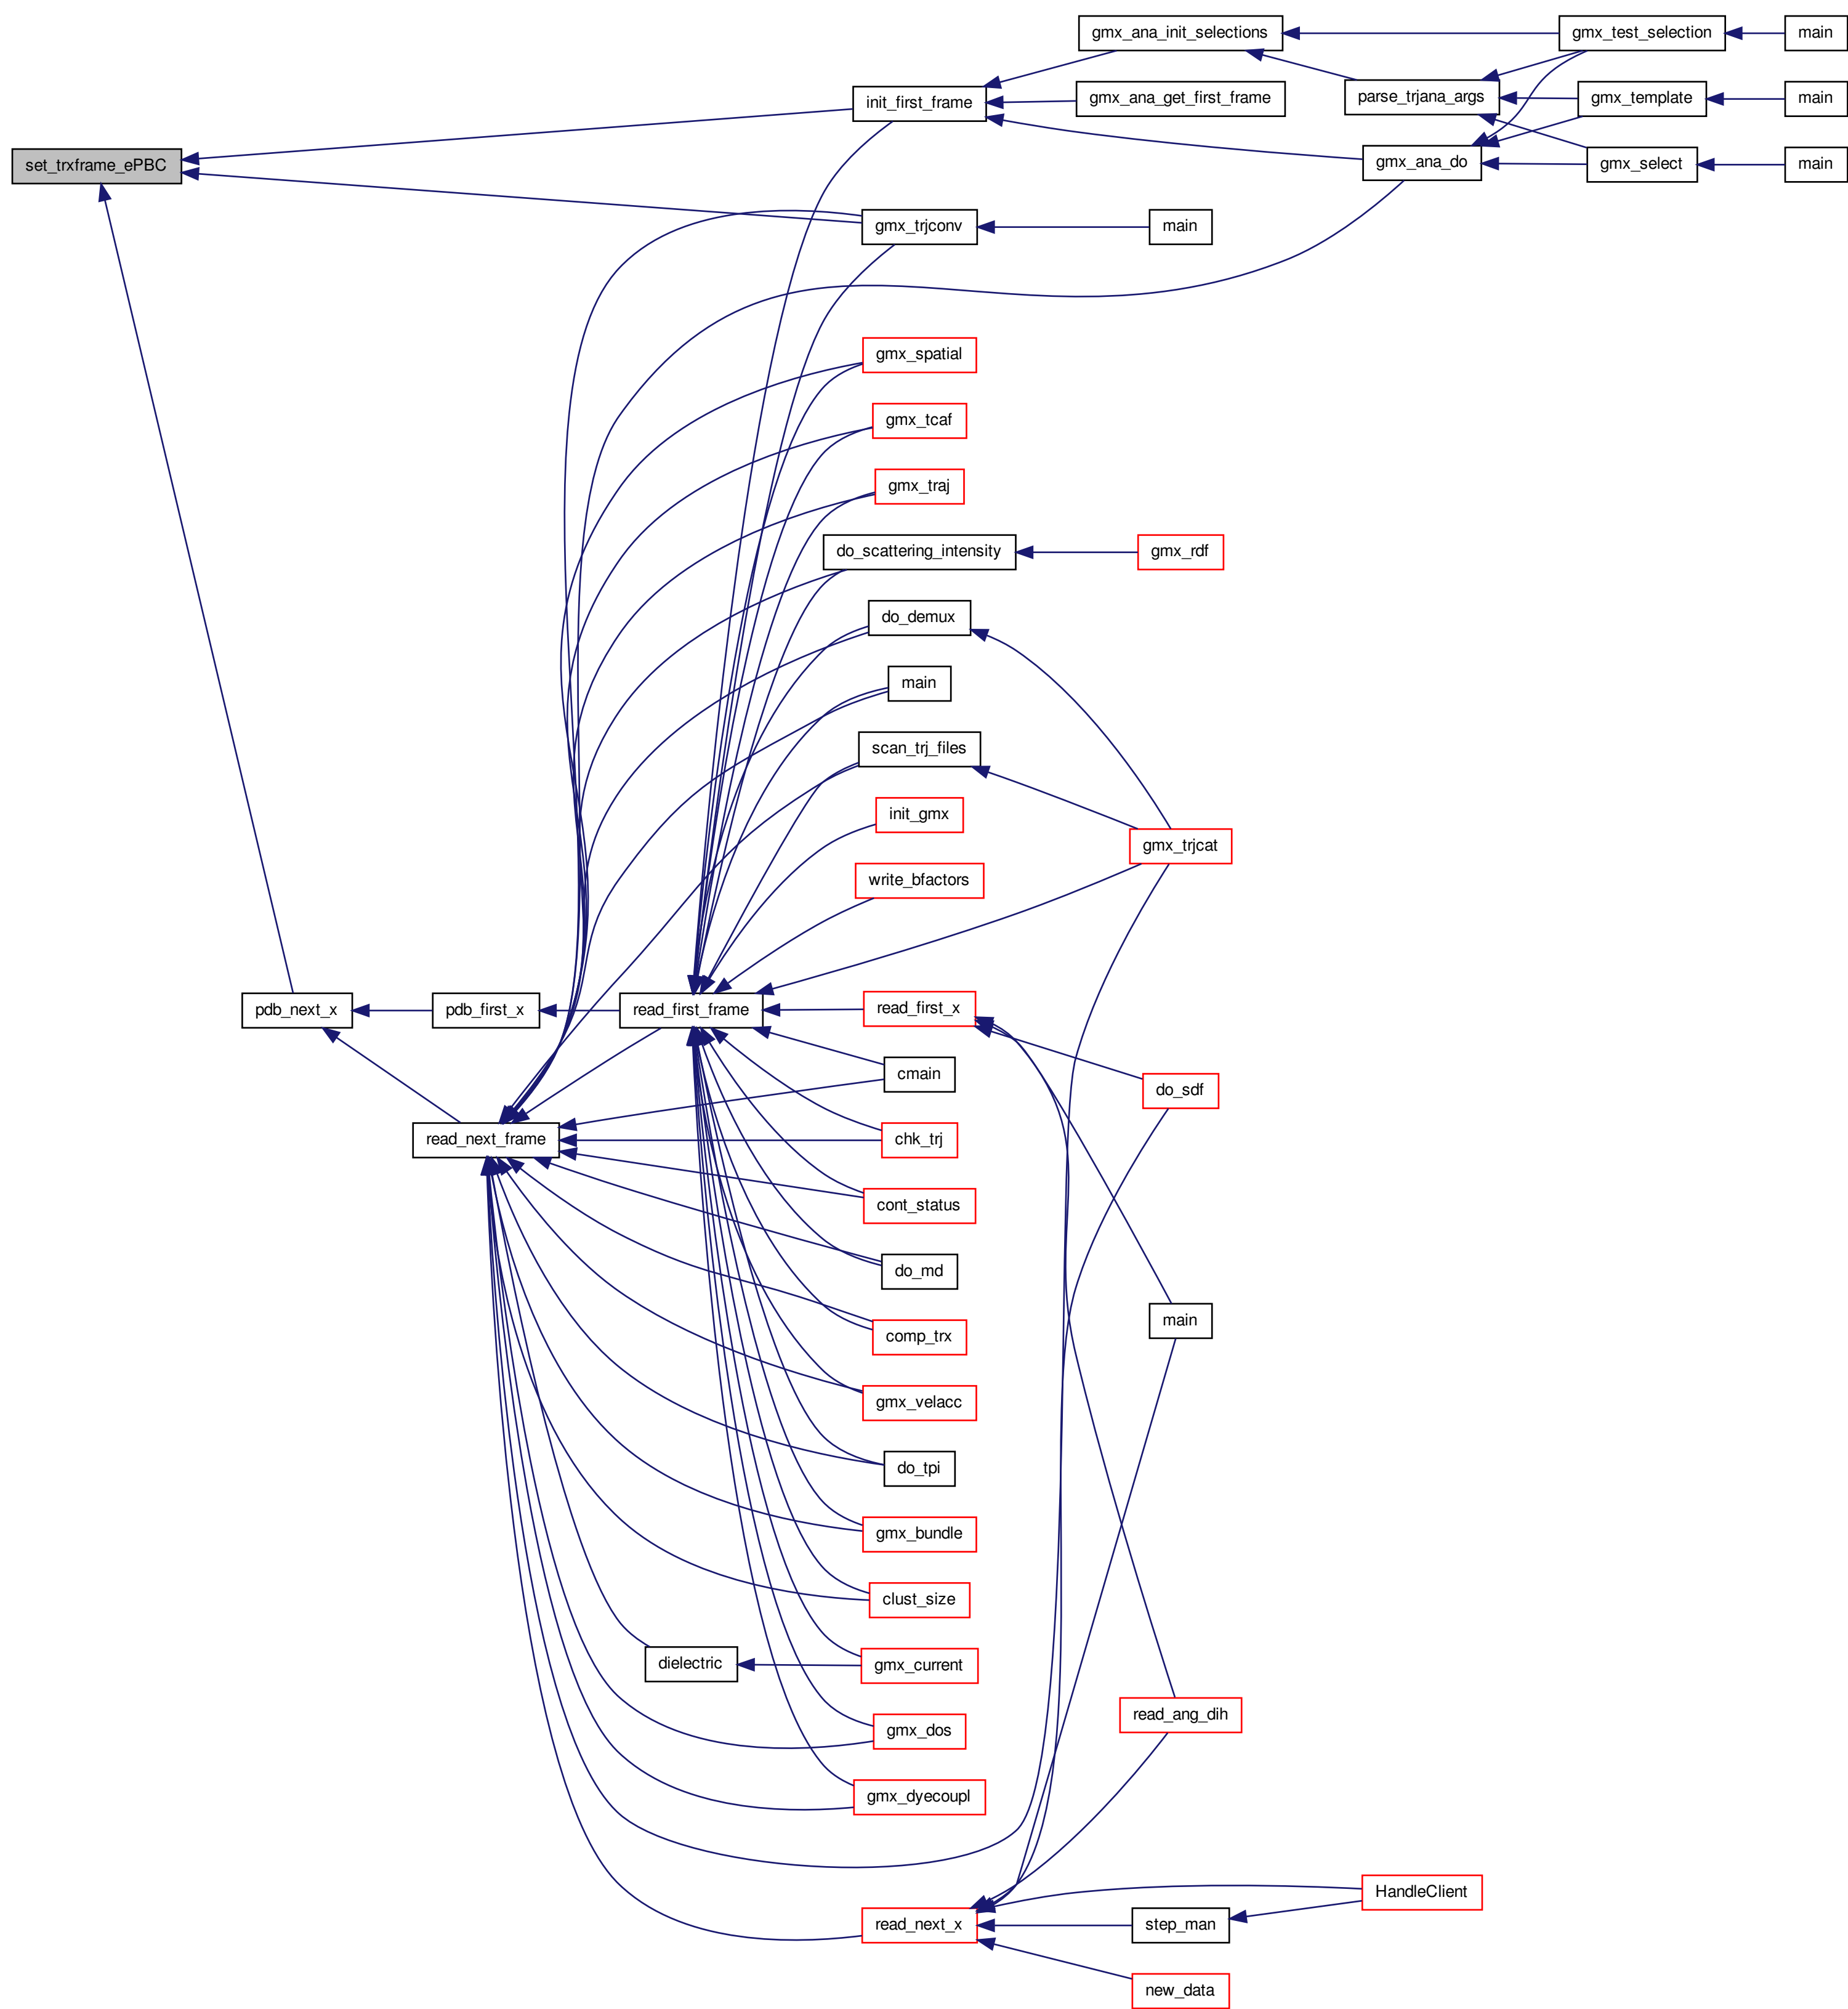 gmx_ana_init_selections
gmx_test_selection
main
init_first_frame
gmx_ana_get_first_frame
parse_trjana_args
gmx_template
main
set_trxframe_ePBC
gmx_ana_do
gmx_select
main
gmx_trjconv
main
gmx_spatial
gmx_tcaf
gmx_traj
do_scattering_intensity
gmx_rdf
do_demux
main
scan_trj_files
init_gmx
gmx_trjcat
write_bfactors
pdb_next_x
pdb_first_x
read_first_frame
read_first_x
cmain
do_sdf
read_next_frame
chk_trj
cont_status
do_md
main
comp_trx
gmx_velacc
do_tpi
gmx_bundle
clust_size
dielectric
gmx_current
read_ang_dih
gmx_dos
gmx_dyecoupl
HandleClient
read_next_x
step_man
new_data